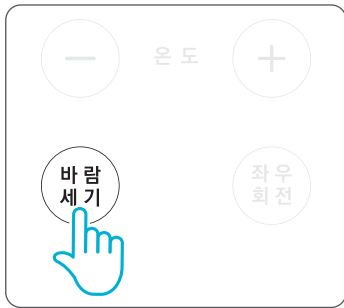 − 온 도 +
바 람
세 기
좌 우
회 전